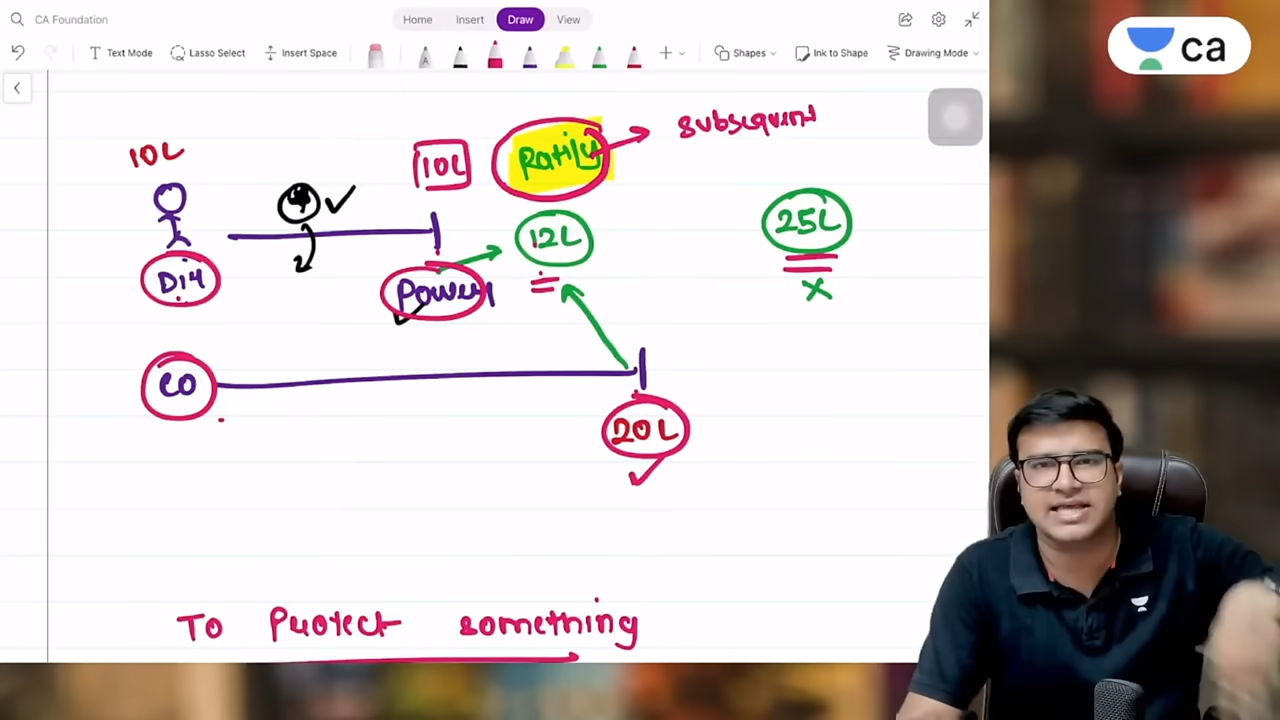 CA Foundation
Home Insert Draw View
Text Mode Lasso Select Insert Space Shapes Ink to Shape Drawing Mode
ca
10L
10L
Ratify
subsequent
12L
25L
Dir
Power
X
CO
20L
To Protect something